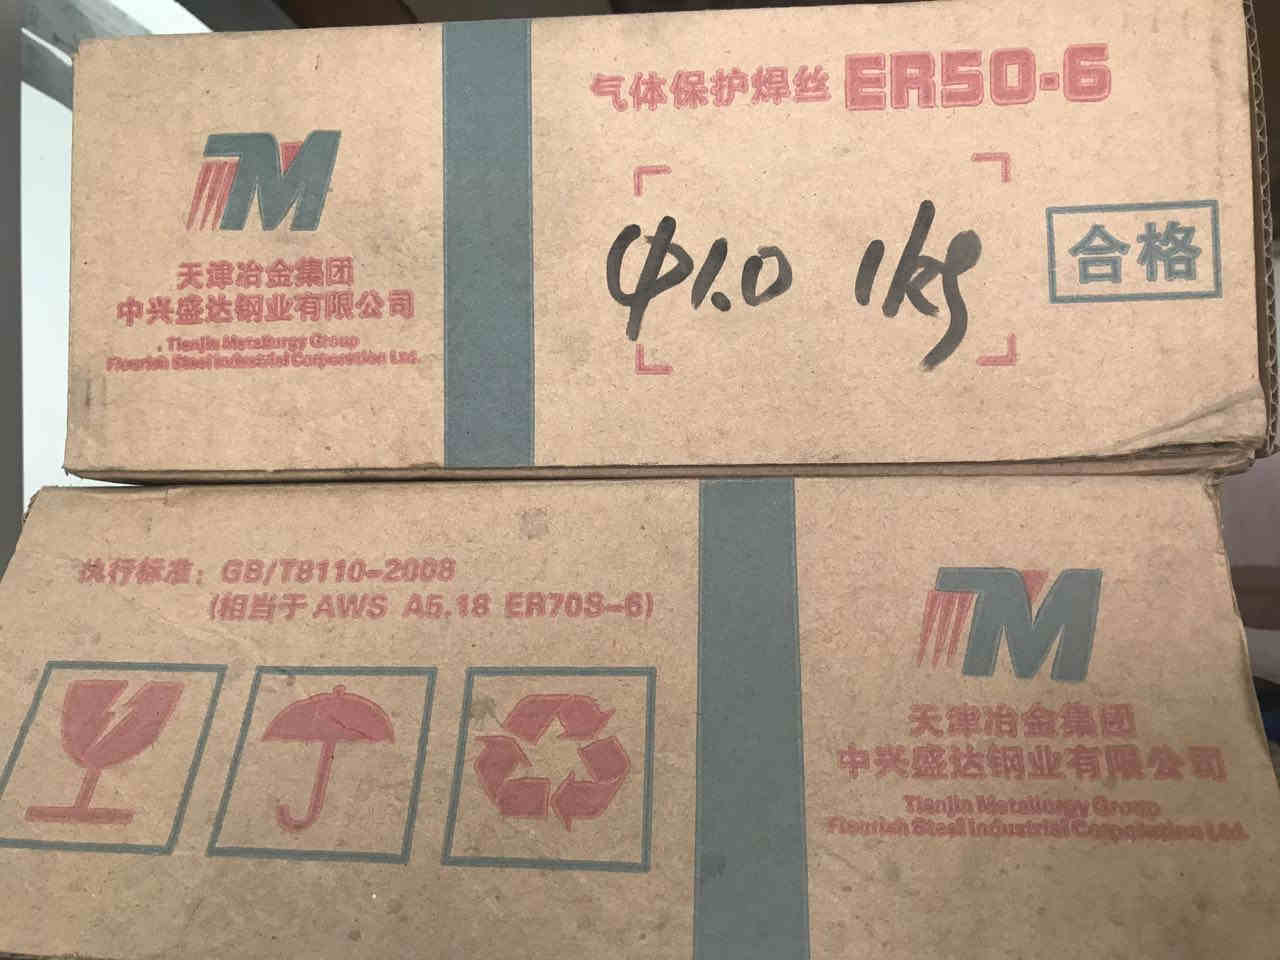 气体保护焊丝 ER50-6
TM
天津冶金集团
中兴盛达钢业有限公司
Tianjin Metallurgy Group
Flourish Steel Industrial Corporation Ltd.
Φ1.0 1kg
合格
执行标准：GB/T8110-2008
(相当于 AWS A5.18 ER70S-6)
TM
天津冶金集团
中兴盛达钢业有限公司
Tianjin Metallurgy Group
Flourish Steel Industrial Corporation Ltd.